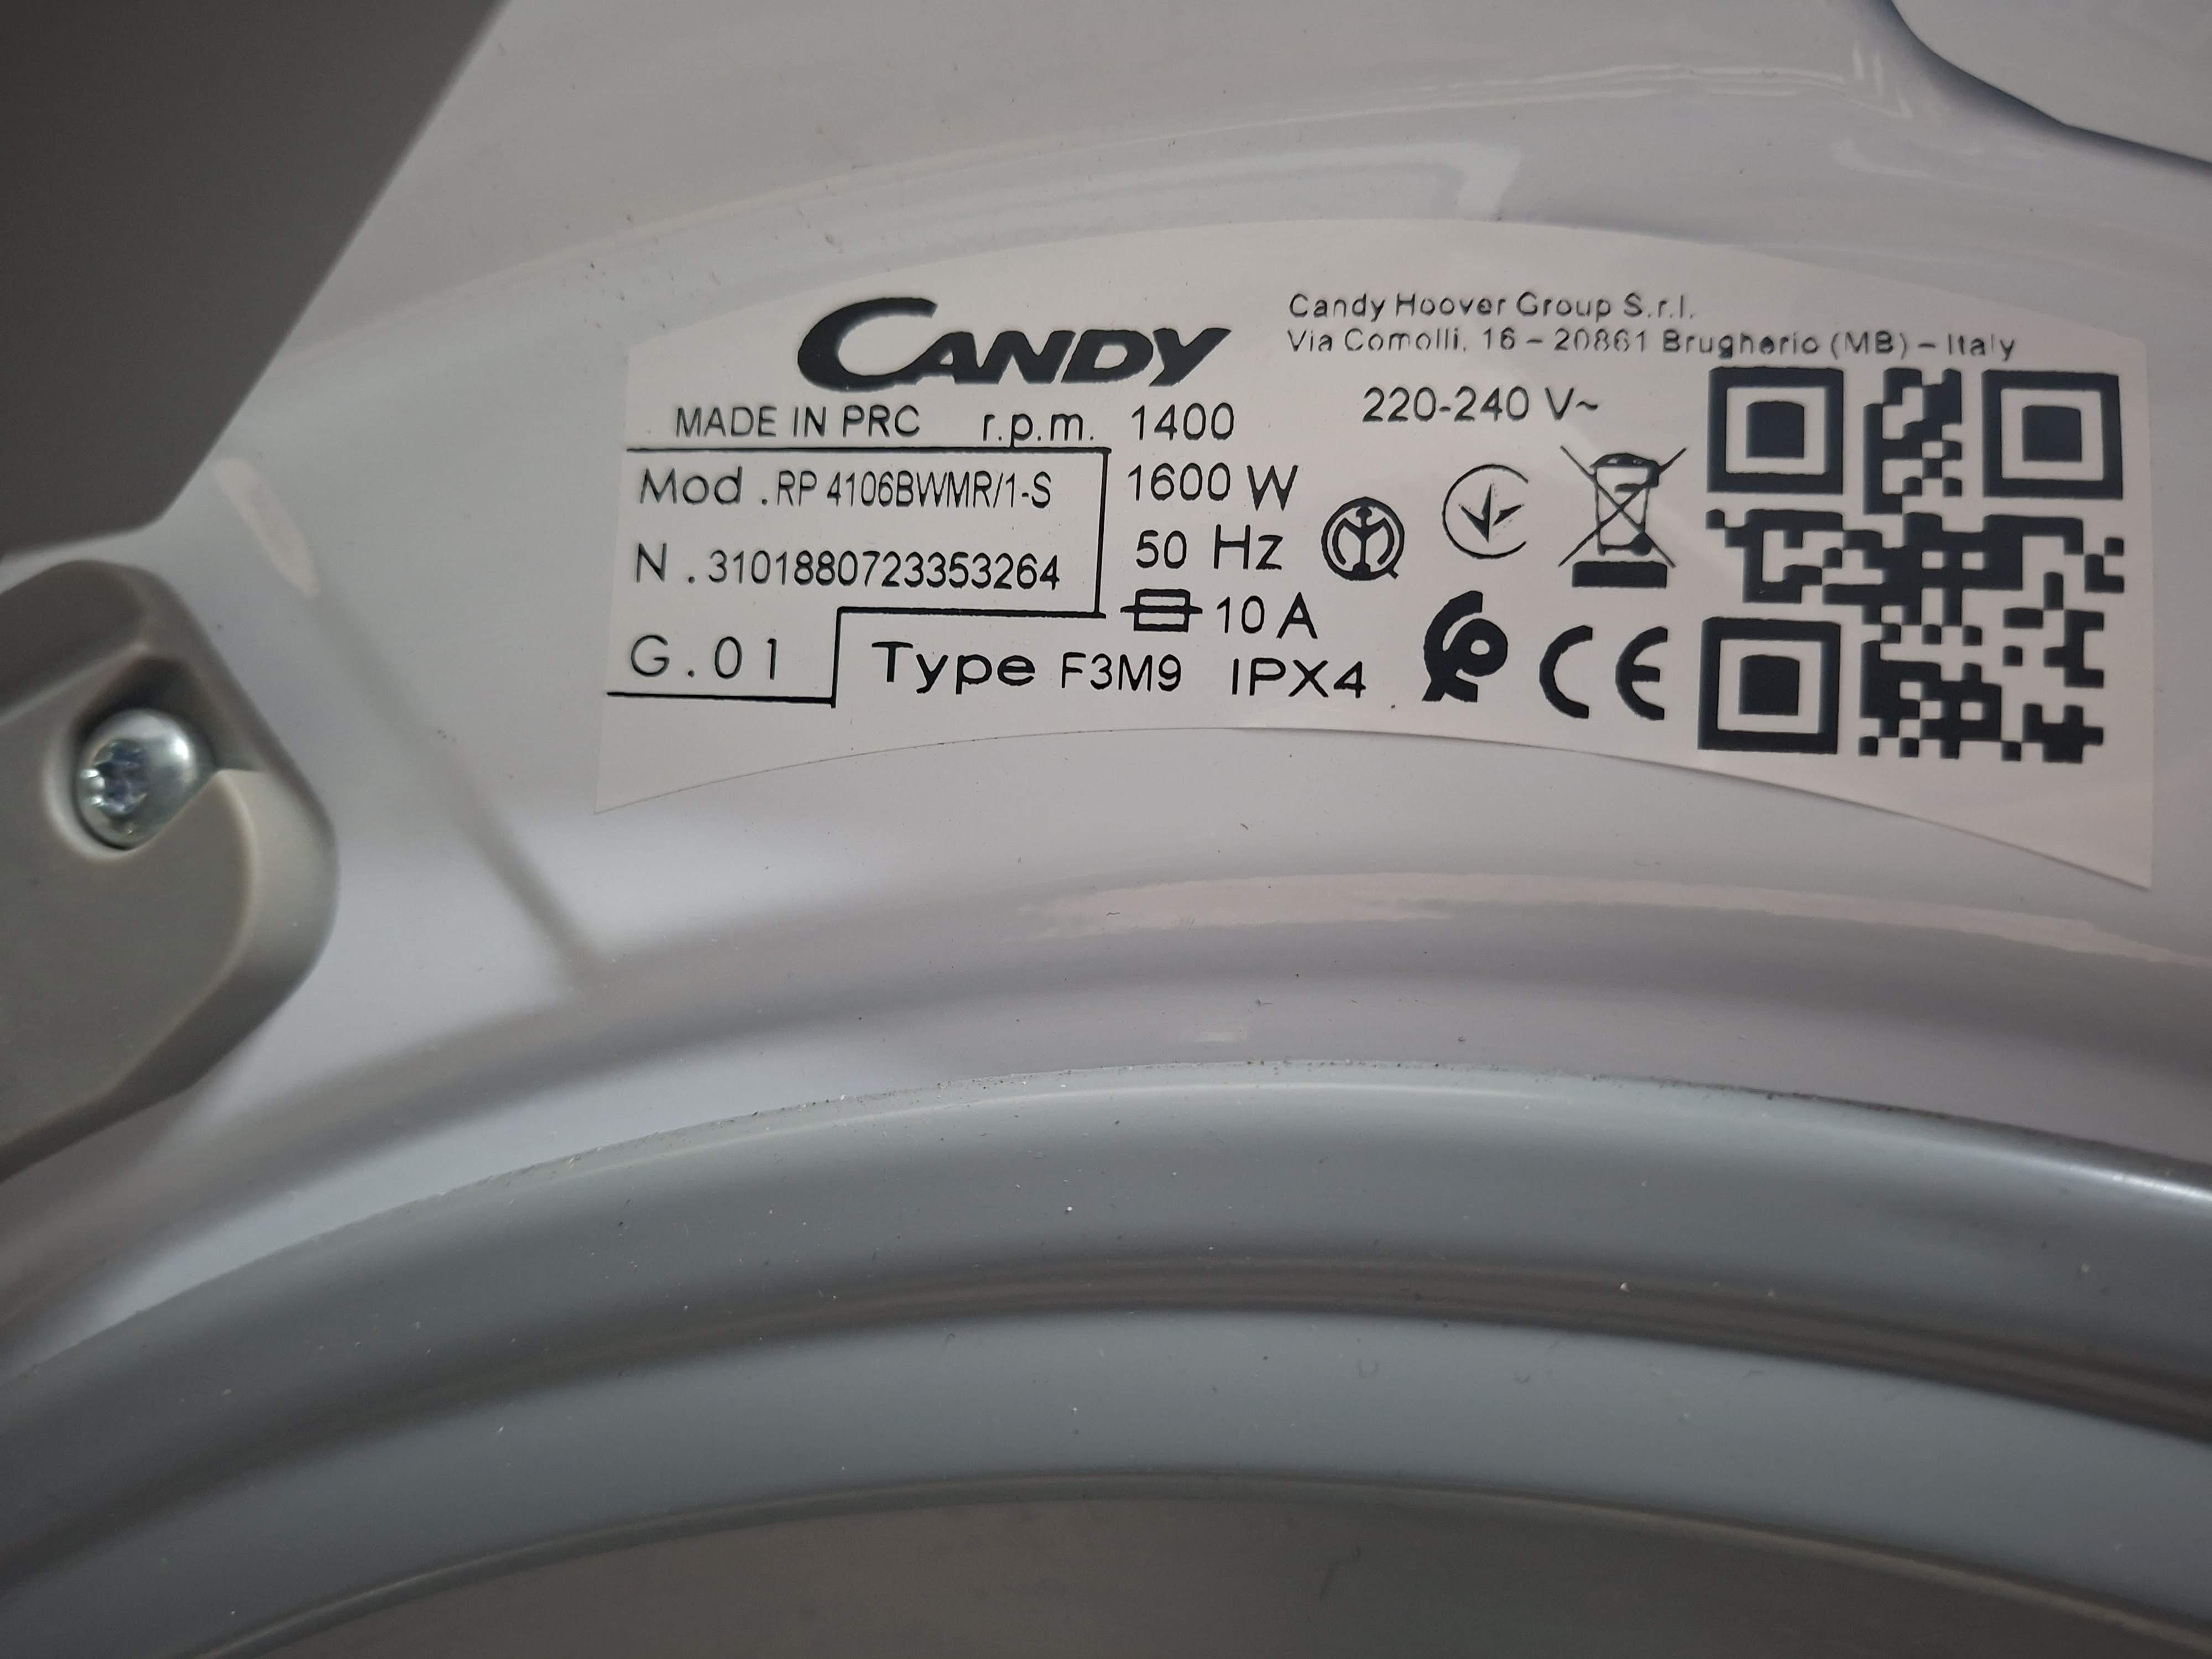 CANDY
Candy Hoover Group S.r.l.
Via Comolli, 16 - 20861 Brugherio (MB) - Italy
MADE IN PRC r.p.m. 1400 220-240 V~
Mod. RP 4106BWMR/1-S 1600 W
N. 3101880723353264 50 Hz
10 A
G.01 Type F3M9 IPX4
CE